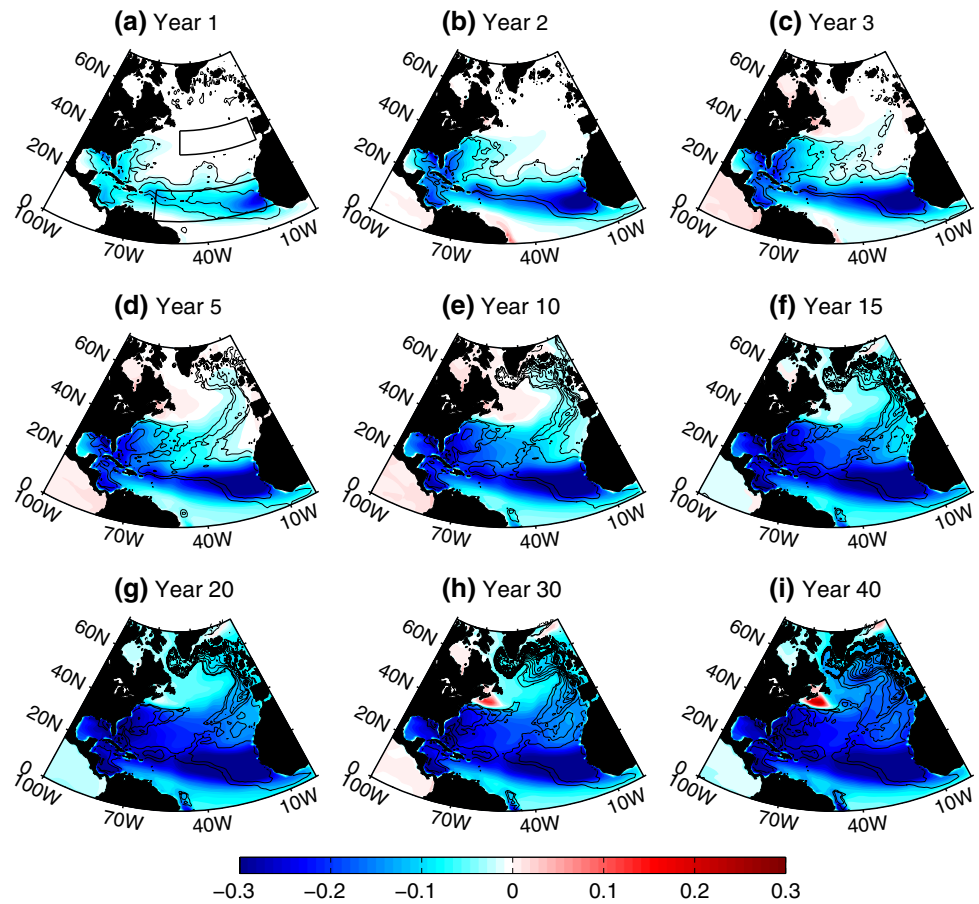 (a) Year 1
(b) Year 2
(c) Year 3
60N
40N
20N
0
100W
70W
40W
10W
60N
40N
20N
0
100W
70W
40W
10W
60N
40N
20N
0
100W
70W
40W
10W
(d) Year 5
(e) Year 10
(f) Year 15
60N
40N
20N
0
100W
70W
40W
10W
60N
40N
20N
0
100W
70W
40W
10W
60N
40N
20N
0
100W
70W
40W
10W
(g) Year 20
(h) Year 30
(i) Year 40
60N
40N
20N
0
100W
70W
40W
10W
60N
40N
20N
0
100W
70W
40W
10W
60N
40N
20N
0
100W
70W
40W
10W
−0.3 −0.2 −0.1 0 0.1 0.2 0.3